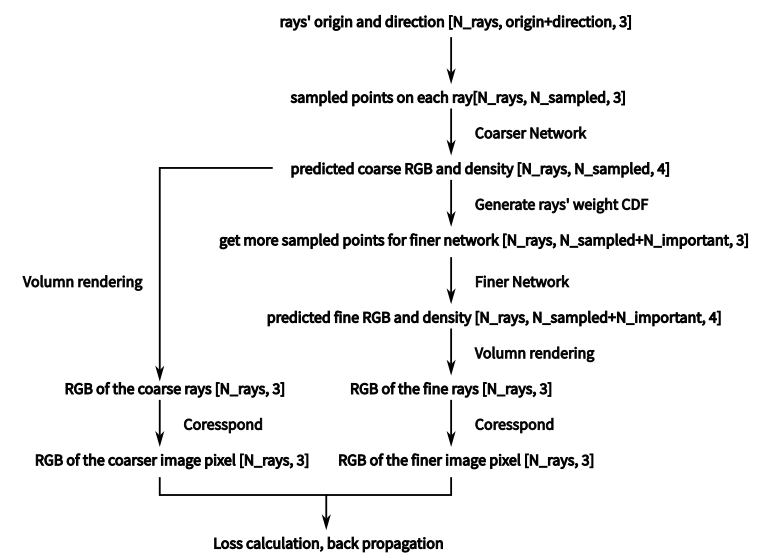 rays' origin and direction [N_rays, origin+direction, 3]
sampled points on each ray[N_rays, N_sampled, 3]
Coarser Network
predicted coarse RGB and density [N_rays, N_sampled, 4]
Generate rays' weight CDF
get more sampled points for finer network [N_rays, N_sampled+N_important, 3]
Volumn rendering
Finer Network
predicted fine RGB and density [N_rays, N_sampled+N_important, 4]
Volumn rendering
RGB of the coarse rays [N_rays, 3]
RGB of the fine rays [N_rays, 3]
Coresspond
Coresspond
RGB of the coarser image pixel [N_rays, 3]
RGB of the finer image pixel [N_rays, 3]
Loss calculation, back propagation